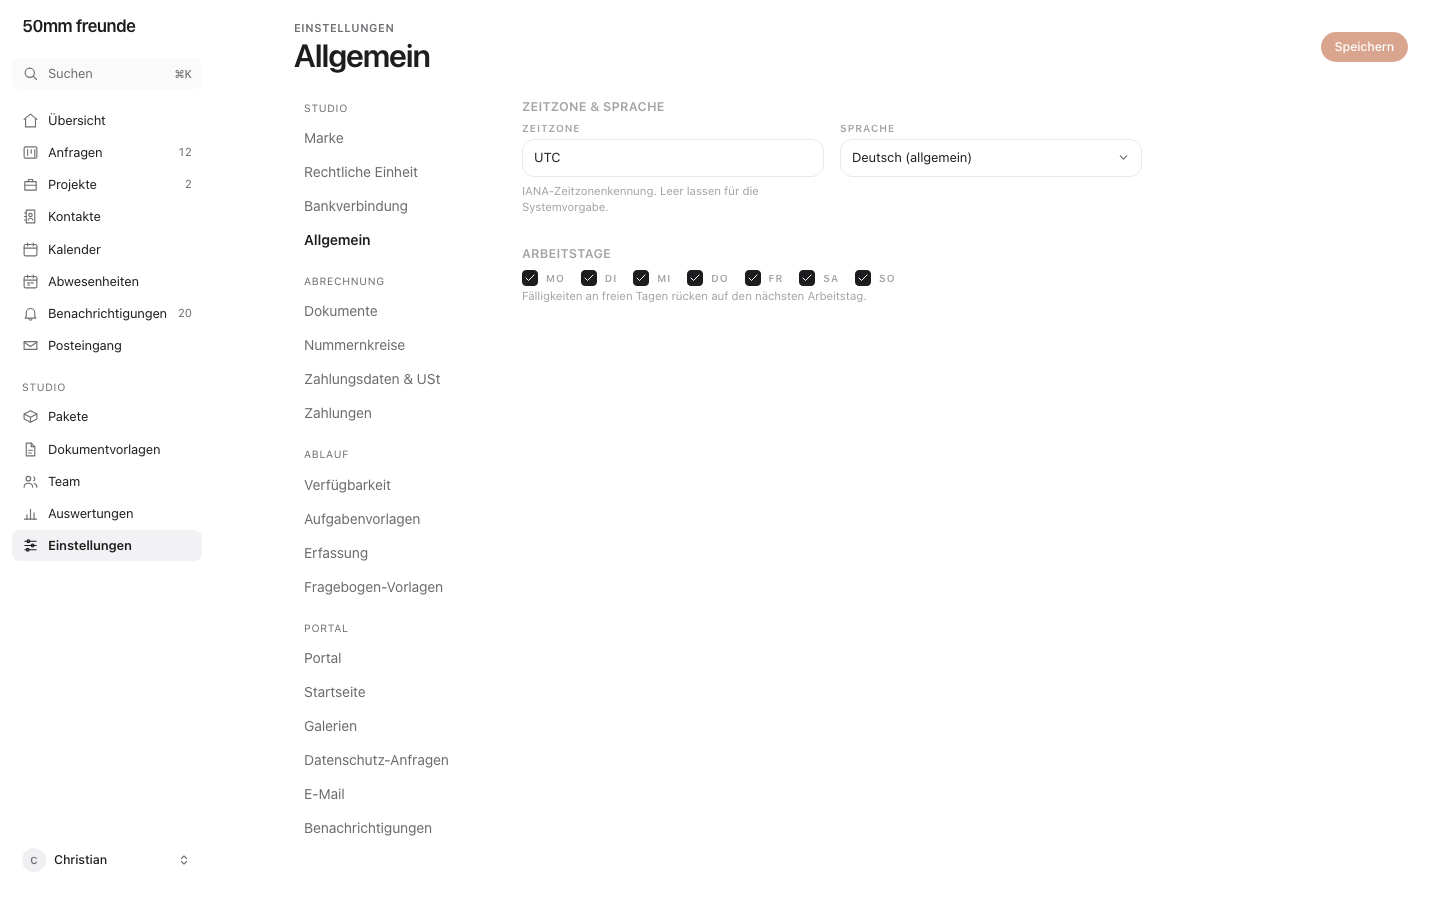 50mm freunde
Suchen ⌘K
Übersicht
Anfragen 12
Projekte 2
Kontakte
Kalender
Abwesenheiten
Benachrichtigungen 20
Posteingang
STUDIO
Pakete
Dokumentvorlagen
Team
Auswertungen
Einstellungen
C Christian
EINSTELLUNGEN
Allgemein
Speichern
STUDIO
Marke
Rechtliche Einheit
Bankverbindung
Allgemein
ABRECHNUNG
Dokumente
Nummernkreise
Zahlungsdaten & USt
Zahlungen
ABLAUF
Verfügbarkeit
Aufgabenvorlagen
Erfassung
Fragebogen-Vorlagen
PORTAL
Portal
Startseite
Galerien
Datenschutz-Anfragen
E-Mail
Benachrichtigungen
ZEITZONE & SPRACHE
ZEITZONE
UTC
IANA-Zeitzonenkennung. Leer lassen für die
Systemvorgabe.
SPRACHE
Deutsch (allgemein)
ARBEITSTAGE
MO DI MI DO FR SA SO
Fälligkeiten an freien Tagen rücken auf den nächsten Arbeitstag.